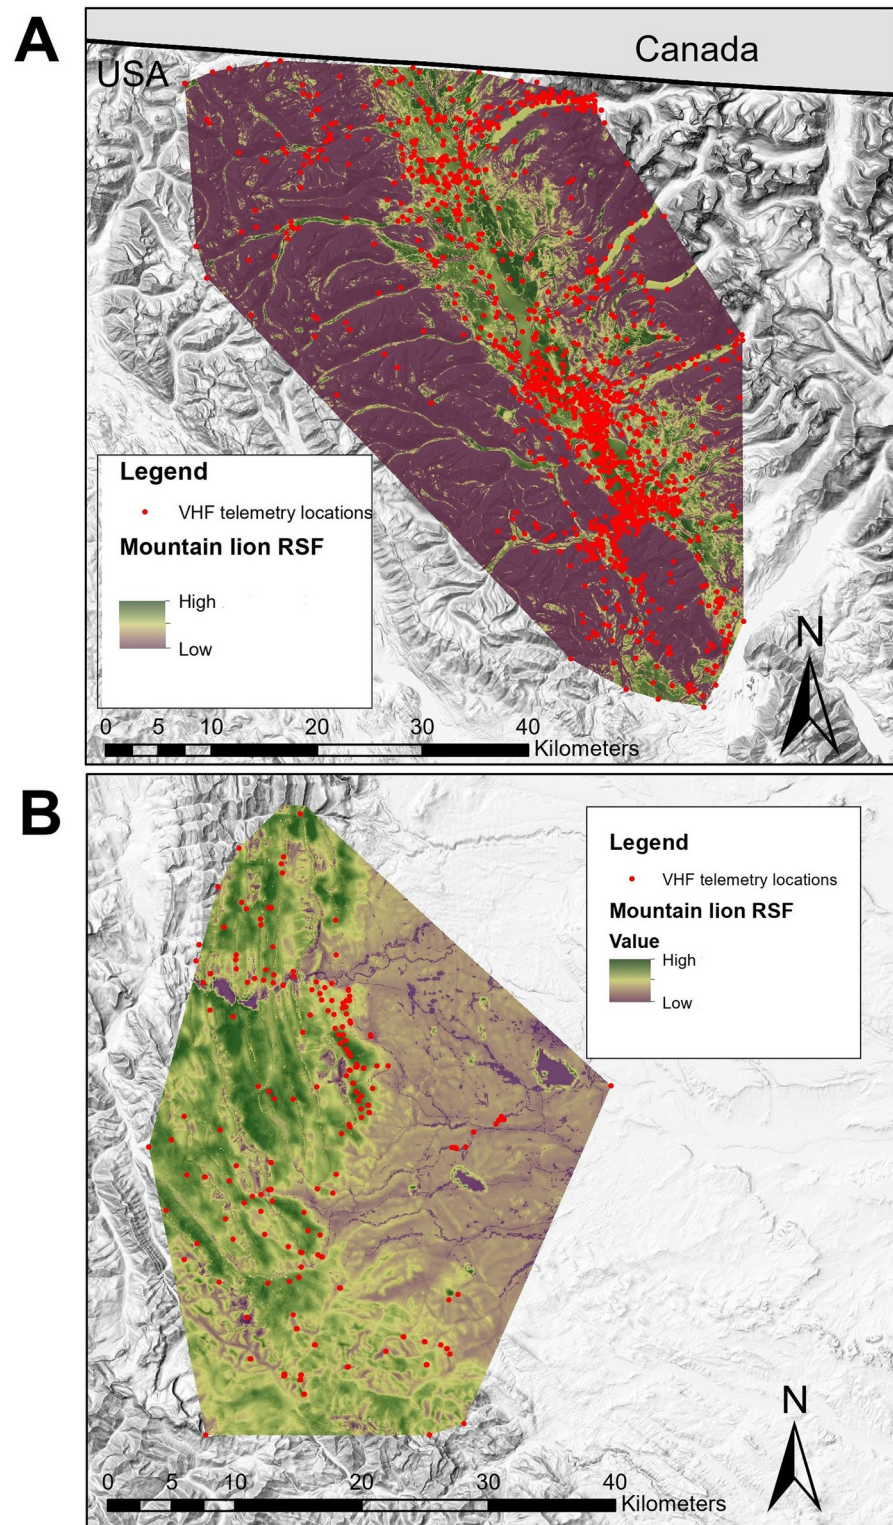 A
Canada
USA
Legend
VHF telemetry locations
Mountain lion RSF
High
Low
N
0 5 10 20 30 40
Kilometers
B
Legend
VHF telemetry locations
Mountain lion RSF
Value
High
Low
N
0 5 10 20 30 40
Kilometers